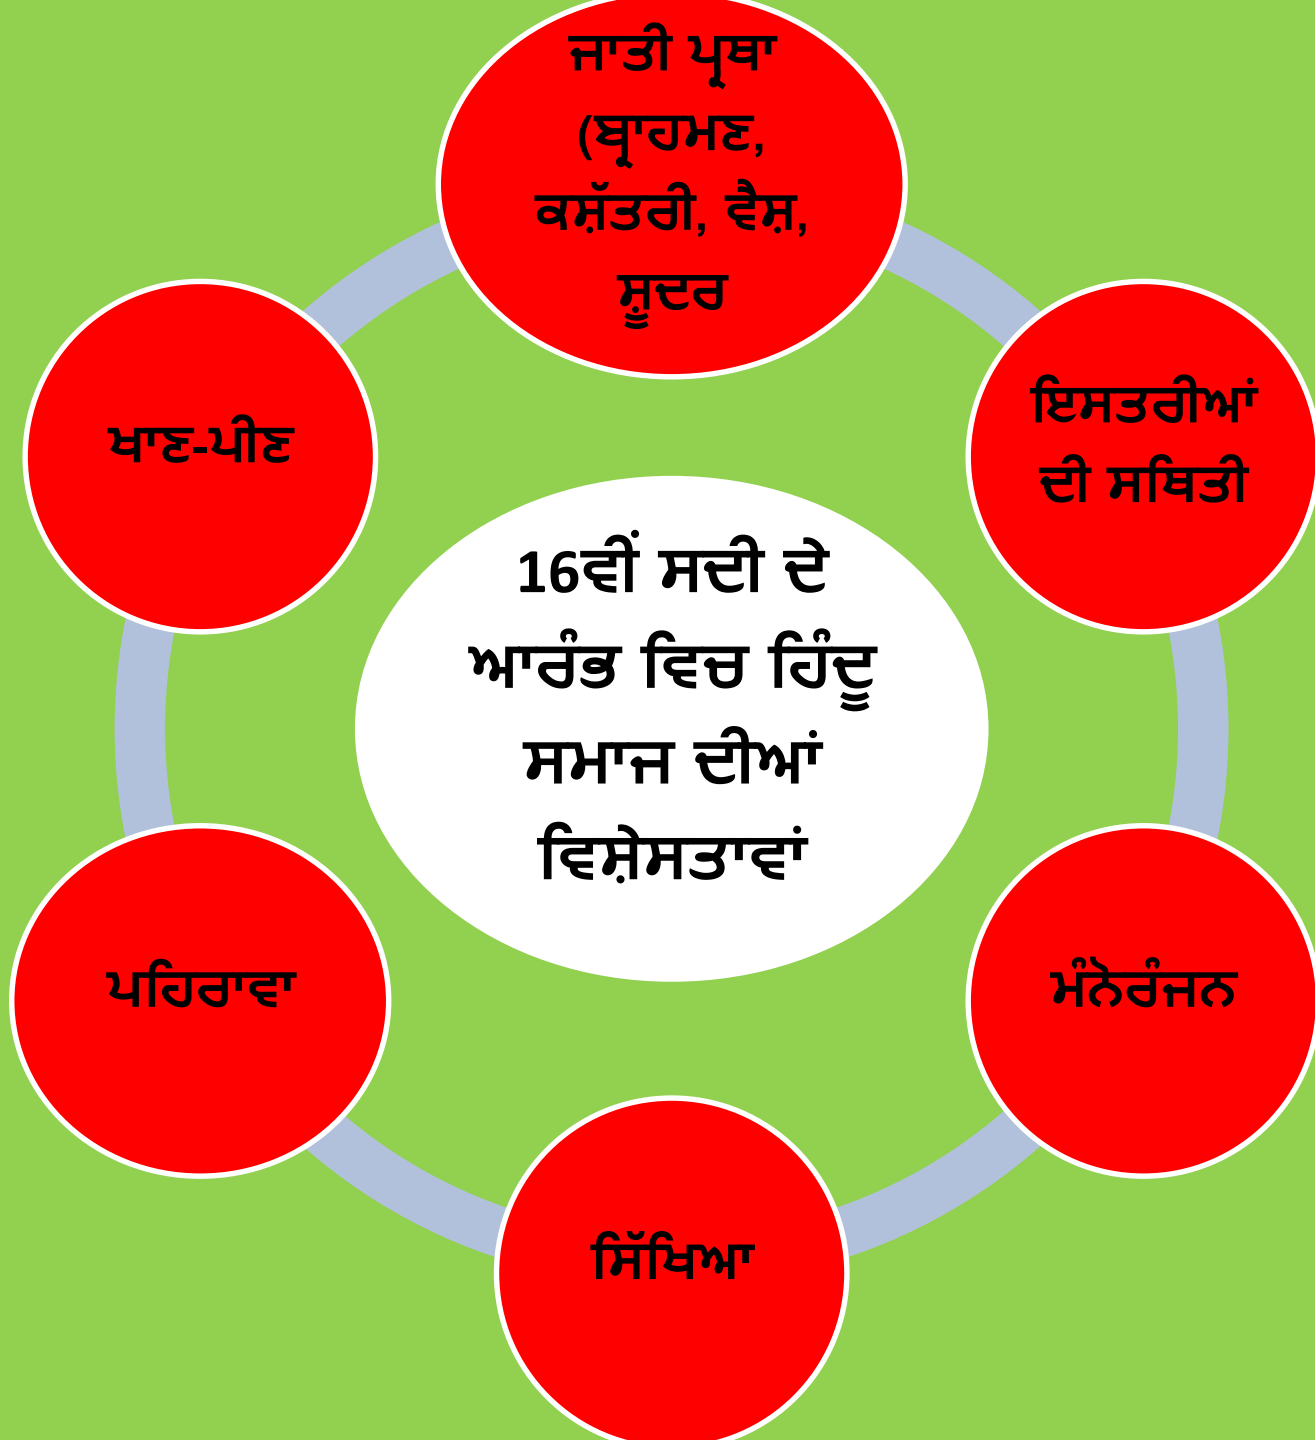 ਜਾਤੀ ਪ੍ਰਥਾ
(ਬ੍ਰਾਹਮਣ,
ਕਸ਼ੱਤਰੀ, ਵੈਸ਼,
ਸ਼ੂਦਰ
ਇਸਤਰੀਆਂ
ਦੀ ਸਥਿਤੀ
ਮੰਨੋਰੰਜਨ
ਸਿੱਖਿਆ
ਪਹਿਰਾਵਾ
ਖਾਣ-ਪੀਣ
16ਵੀਂ ਸਦੀ ਦੇ
ਆਰੰਭ ਵਿਚ ਹਿੰਦੂ
ਸਮਾਜ ਦੀਆਂ
ਵਿਸ਼ੇਸਤਾਵਾਂ